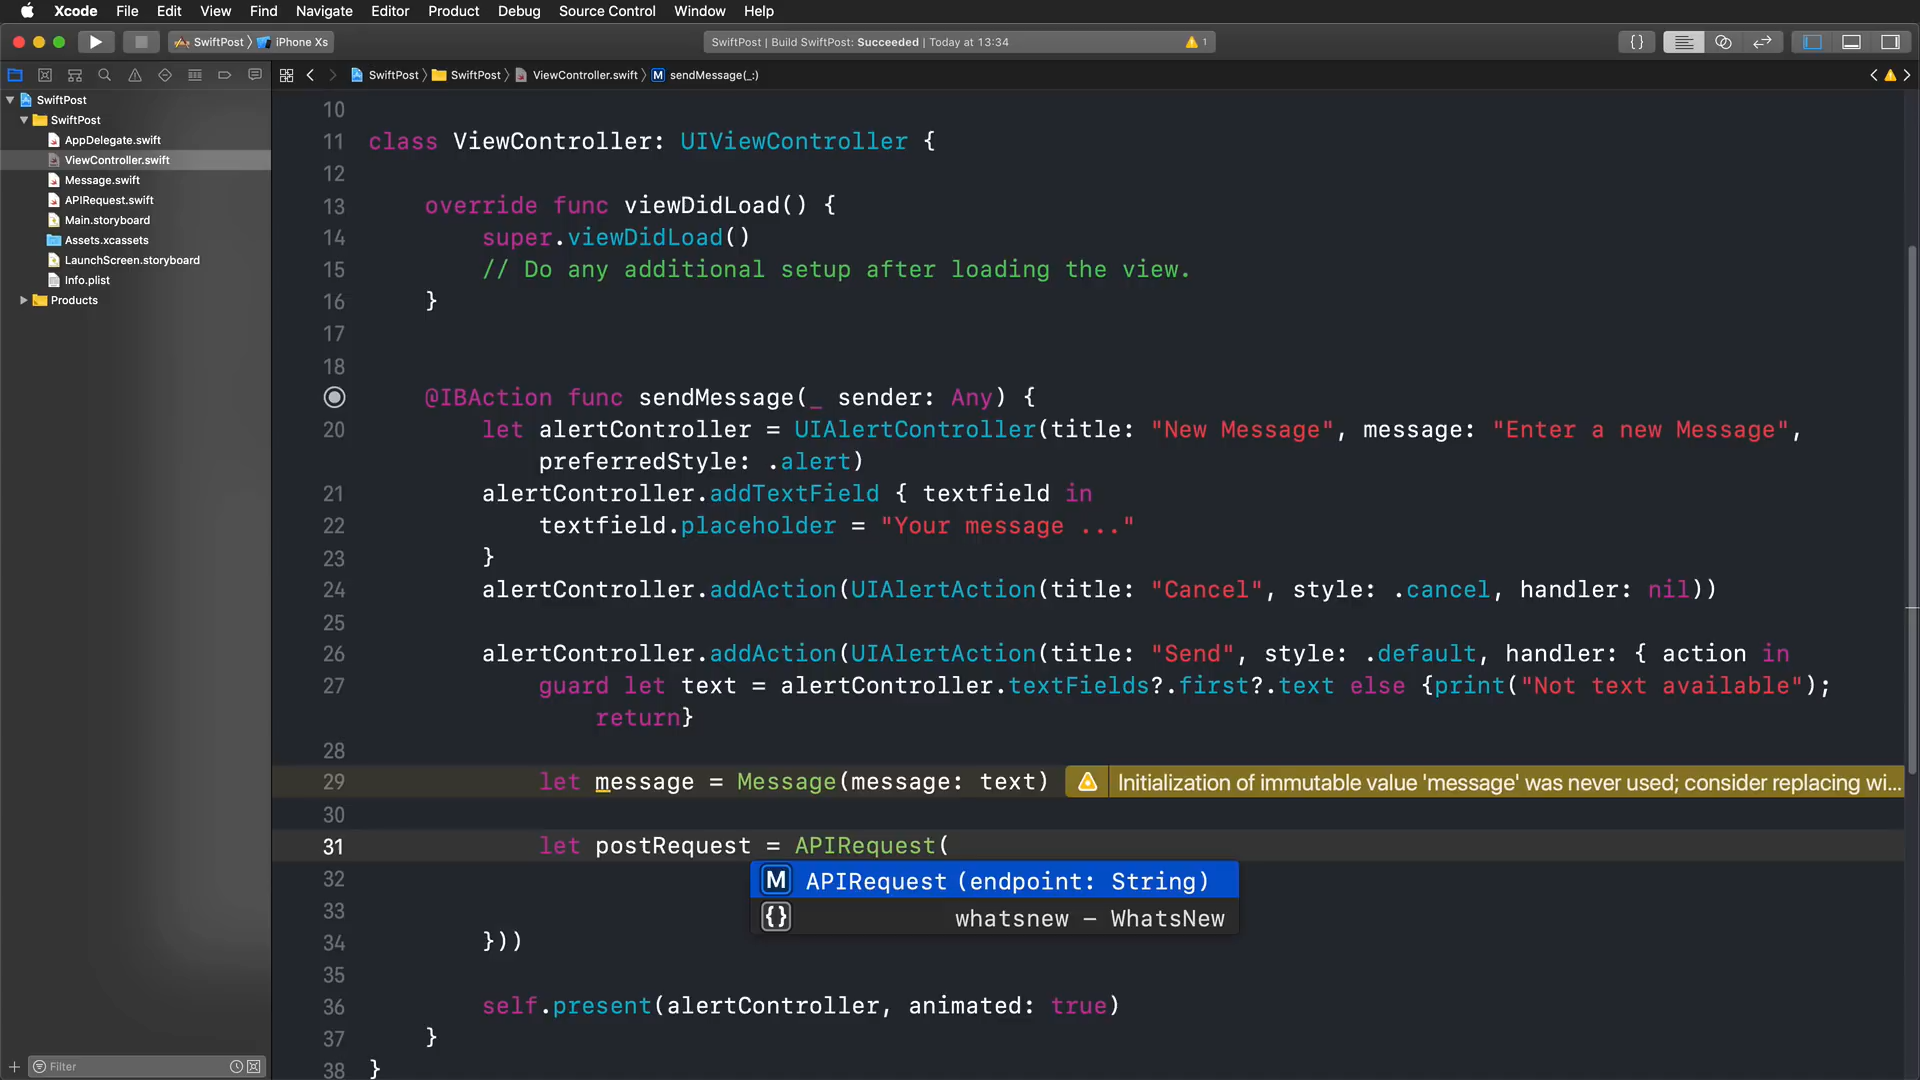 Xcode File Edit View Find Navigate Editor Product Debug Source Control Window Help
SwiftPost iPhone Xs
SwiftPost | Build SwiftPost: Succeeded | Today at 13:34
1
SwiftPost SwiftPost ViewController.swift M sendMessage(_:)
SwiftPost
SwiftPost
AppDelegate.swift
ViewController.swift
Message.swift
APIRequest.swift
Main.storyboard
Assets.xcassets
LaunchScreen.storyboard
Info.plist
Products
Filter
10
11 class ViewController: UIViewController {
12
13 override func viewDidLoad() {
14 super.viewDidLoad()
15 // Do any additional setup after loading the view.
16 }
17
18
@IBAction func sendMessage(_ sender: Any) {
20 let alertController = UIAlertController(title: "New Message", message: "Enter a new Message",
preferredStyle: .alert)
21 alertController.addTextField { textfield in
22 textfield.placeholder = "Your message ..."
23 }
24 alertController.addAction(UIAlertAction(title: "Cancel", style: .cancel, handler: nil))
25
26 alertController.addAction(UIAlertAction(title: "Send", style: .default, handler: { action in
27 guard let text = alertController.textFields?.first?.text else {print("Not text available");
return}
28
29 let message = Message(message: text) Initialization of immutable value 'message' was never used; consider replacing wi...
30
31 let postRequest = APIRequest(
32
M APIRequest(endpoint: String)
33
{} whatsnew – WhatsNew
34 }))
35
36 self.present(alertController, animated: true)
37 }
38 }